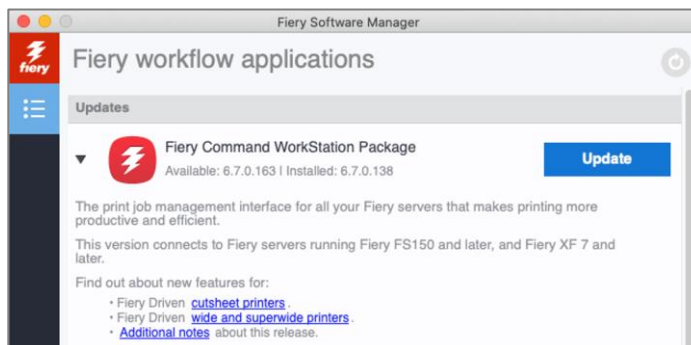 Fiery Software Manager
fiery
Fiery workflow applications
Updates
Fiery Command WorkStation Package
Available: 6.7.0.163 | Installed: 6.7.0.138
Update
The print job management interface for all your Fiery servers that makes printing more
productive and efficient.
This version connects to Fiery servers running Fiery FS150 and later, and Fiery XF 7 and
later.
Find out about new features for:
• Fiery Driven cutsheet printers .
• Fiery Driven wide and superwide printers .
• Additional notes about this release.